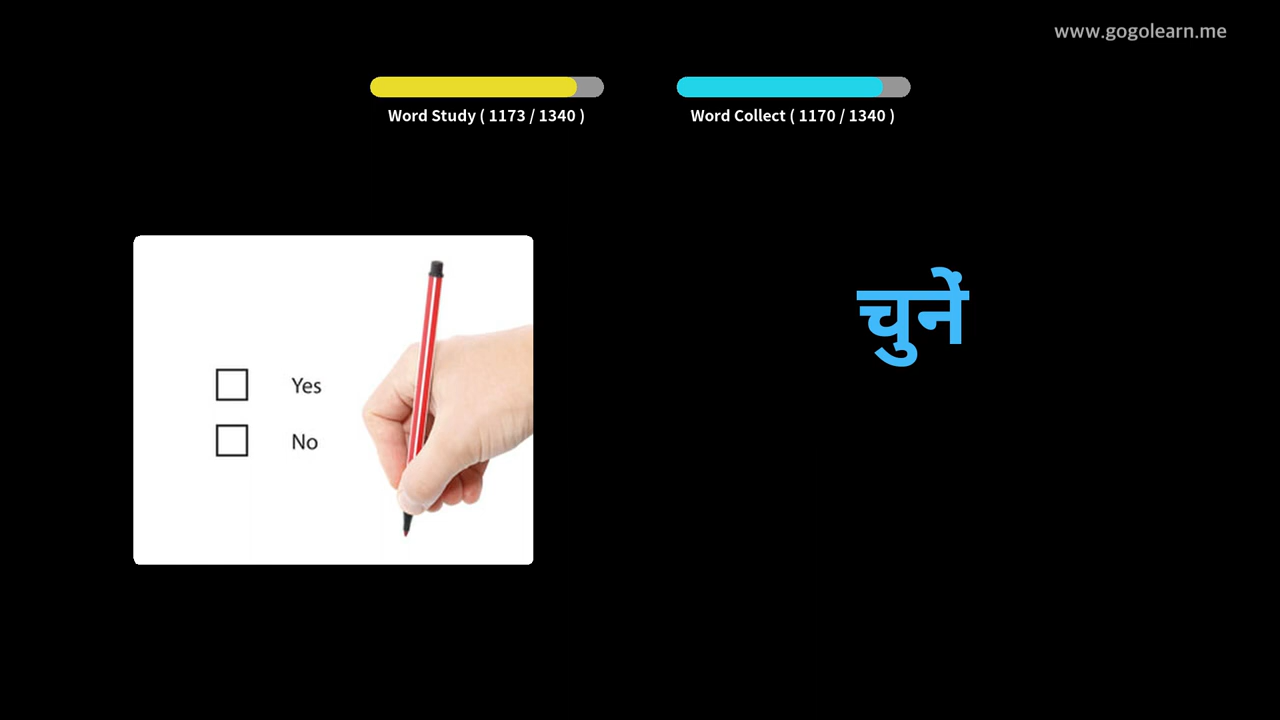 www.gogolearn.me
Word Study ( 1173 / 1340 )
Word Collect ( 1170 / 1340 )
चुनें
Yes
No